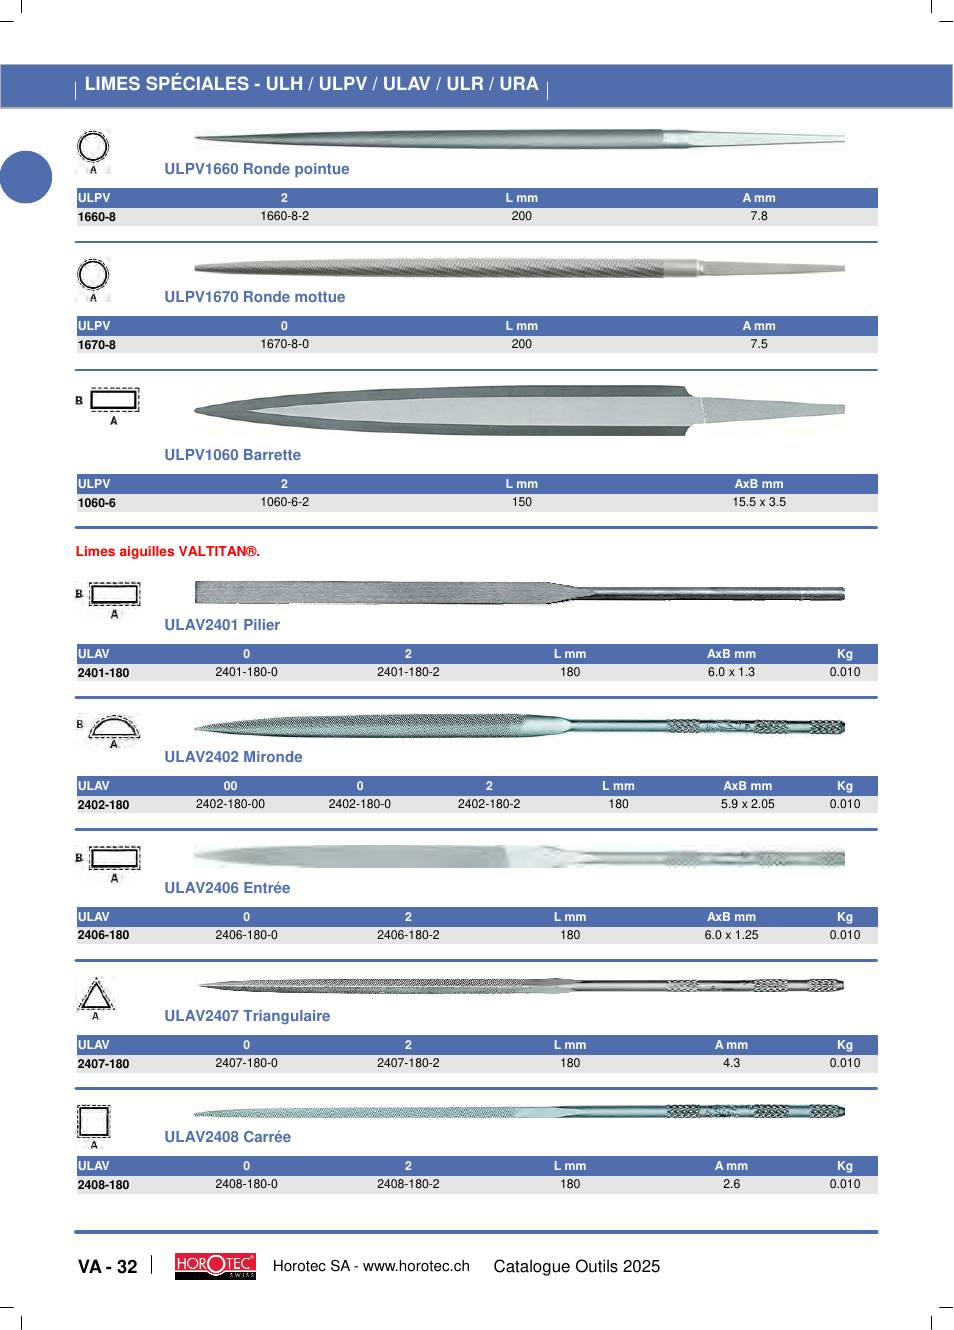 LIMES SPÉCIALES - ULH / ULPV / ULAV / ULR / URA
A
ULPV1660 Ronde pointue
ULPV 2 L mm A mm
1660-8 1660-8-2 200 7.8
A
ULPV1670 Ronde mottue
ULPV 0 L mm A mm
1670-8 1670-8-0 200 7.5
B
A
ULPV1060 Barrette
ULPV 2 L mm AxB mm
1060-6 1060-6-2 150 15.5 x 3.5
Limes aiguilles VALTITAN®.
B
A
ULAV2401 Pilier
ULAV 0 2 L mm AxB mm Kg
2401-180 2401-180-0 2401-180-2 180 6.0 x 1.3 0.010
B
A
ULAV2402 Mironde
ULAV 00 0 2 L mm AxB mm Kg
2402-180 2402-180-00 2402-180-0 2402-180-2 180 5.9 x 2.05 0.010
B
A
ULAV2406 Entrée
ULAV 0 2 L mm AxB mm Kg
2406-180 2406-180-0 2406-180-2 180 6.0 x 1.25 0.010
A
ULAV2407 Triangulaire
ULAV 0 2 L mm A mm Kg
2407-180 2407-180-0 2407-180-2 180 4.3 0.010
A
ULAV2408 Carrée
ULAV 0 2 L mm A mm Kg
2408-180 2408-180-0 2408-180-2 180 2.6 0.010
VA - 32 HOROTEC® SWISS Horotec SA - www.horotec.ch Catalogue Outils 2025